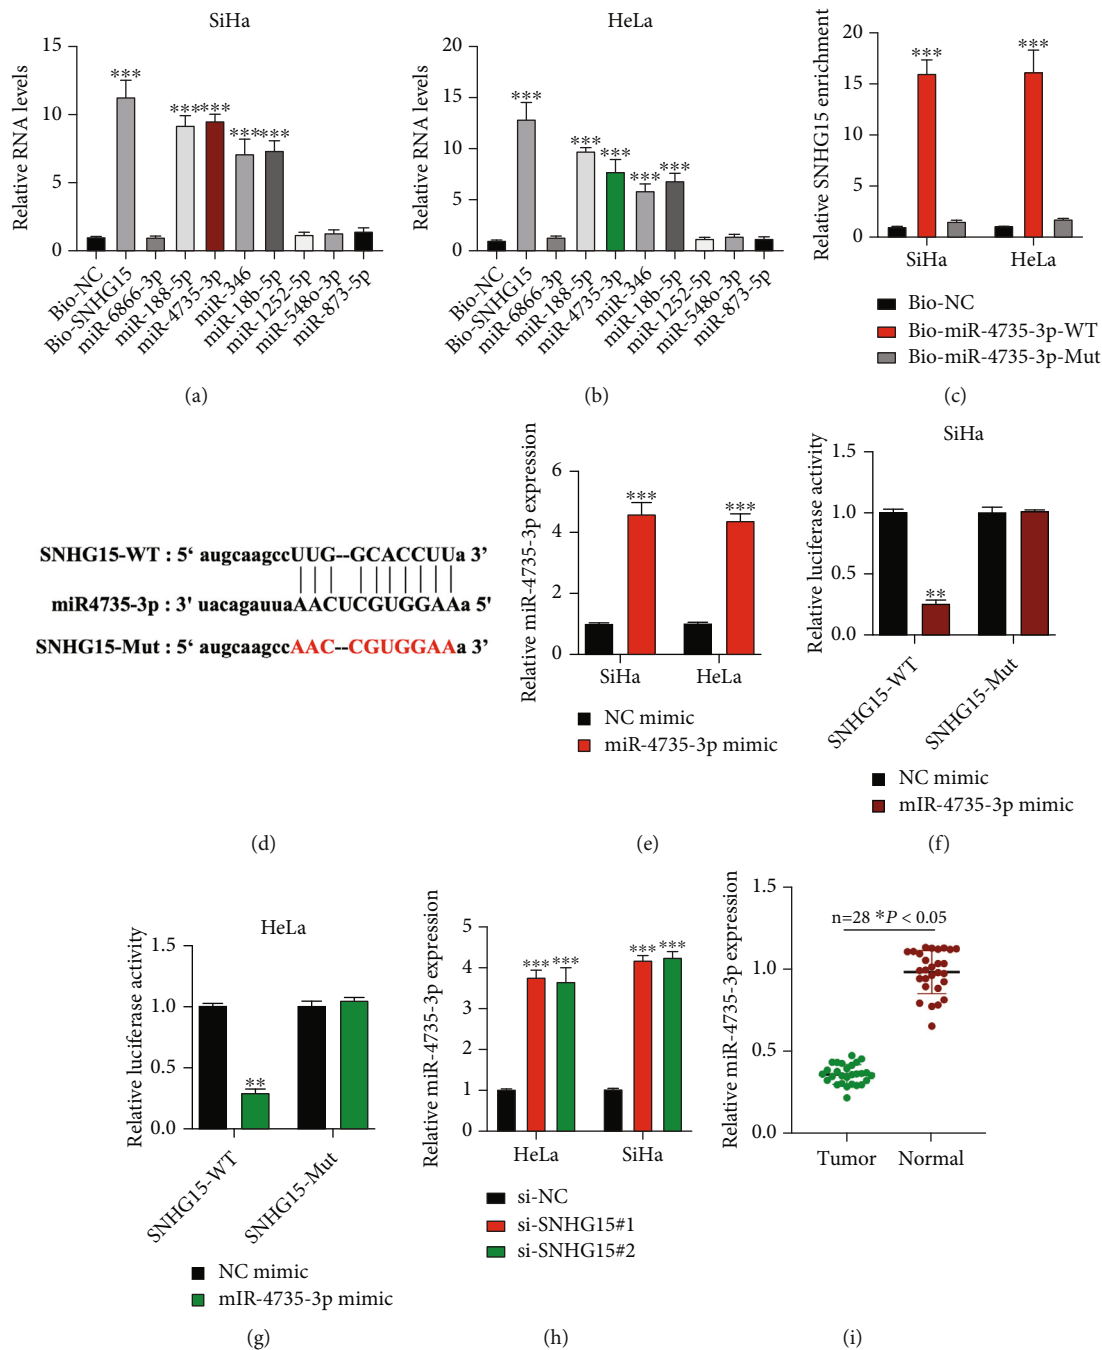 SiHa
Relative RNA levels
15
10
5
0
***
*** ***
*** ***
Bio-NC
Bio-SNHG15
miR-6866-3p
miR-188-5p
miR-4735-3p
miR-346
miR-18b-5p
miR-1252-5p
miR-548o-3p
miR-873-5p
(a)
HeLa
Relative RNA levels
20
15
10
5
0
***
***
***
***
***
Bio-NC
Bio-SNHG15
miR-6866-3p
miR-188-5p
miR-4735-3p
miR-346
miR-18b-5p
miR-1252-5p
miR-548o-3p
miR-873-5p
(b)
Relative SNHG15 enrichment
20
15
10
5
0
*** ***
SiHa HeLa
Bio-NC
Bio-miR-4735-3p-WT
Bio-miR-4735-3p-Mut
(c)
SNHG15-WT : 5‘ augcaagccUUG--GCACCUUa 3’
miR4735-3p : 3' uacagauuaAACUCGUGGAAa 5'
SNHG15-Mut : 5‘ augcaagccAAC--CGUGGAAa 3’
(d)
Relative miR-4735-3p expression
6
4
2
0
*** ***
SiHa HeLa
NC mimic
miR-4735-3p mimic
(e)
SiHa
Relative luciferase activity
1.5
1.0
0.5
0.0
**
SNHG15-WT
SNHG15-Mut
NC mimic
mIR-4735-3p mimic
(f)
HeLa
Relative luciferase activity
1.5
1.0
0.5
0.0
**
SNHG15-WT
SNHG15-Mut
NC mimic
mIR-4735-3p mimic
(g)
Relative miR-4735-3p expression
5
4
3
2
1
0
*** *** *** ***
HeLa SiHa
si-NC
si-SNHG15#1
si-SNHG15#2
(h)
Relative miR-4735-3p expression
1.5
1.0
0.5
0.0
n=28 *P < 0.05
Tumor Normal
(i)